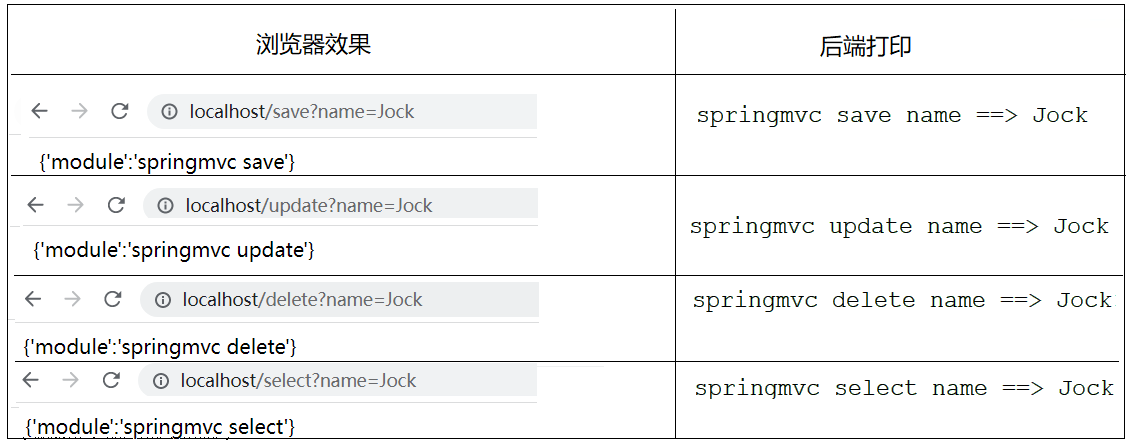 浏览器效果
后端打印
localhost/save?name=Jock
{'module':'springmvc save'}
springmvc save name ==> Jock
localhost/update?name=Jock
{'module':'springmvc update'}
springmvc update name ==> Jock
localhost/delete?name=Jock
{'module':'springmvc delete'}
springmvc delete name ==> Jock
localhost/select?name=Jock
{'module':'springmvc select'}
springmvc select name ==> Jock